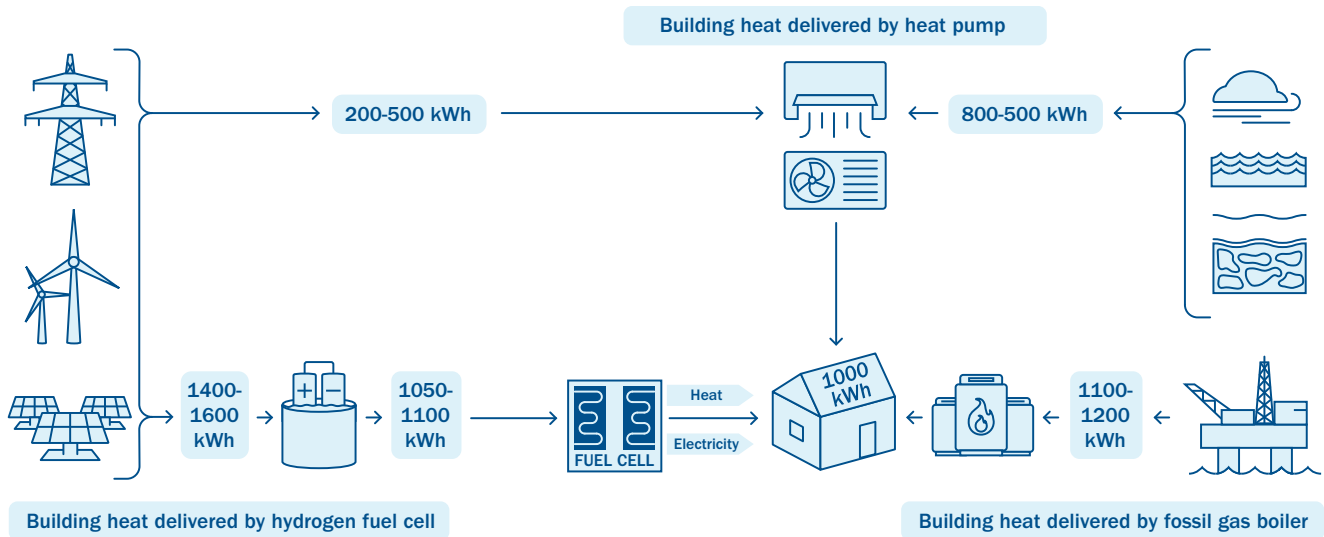 Building heat delivered by heat pump
200-500 kWh
800-500 kWh
1400-
1600
kWh
+ −
1050-
1100
kWh
FUEL CELL
Heat
Electricity
1000
kWh
1100-
1200
kWh
Building heat delivered by hydrogen fuel cell
Building heat delivered by fossil gas boiler